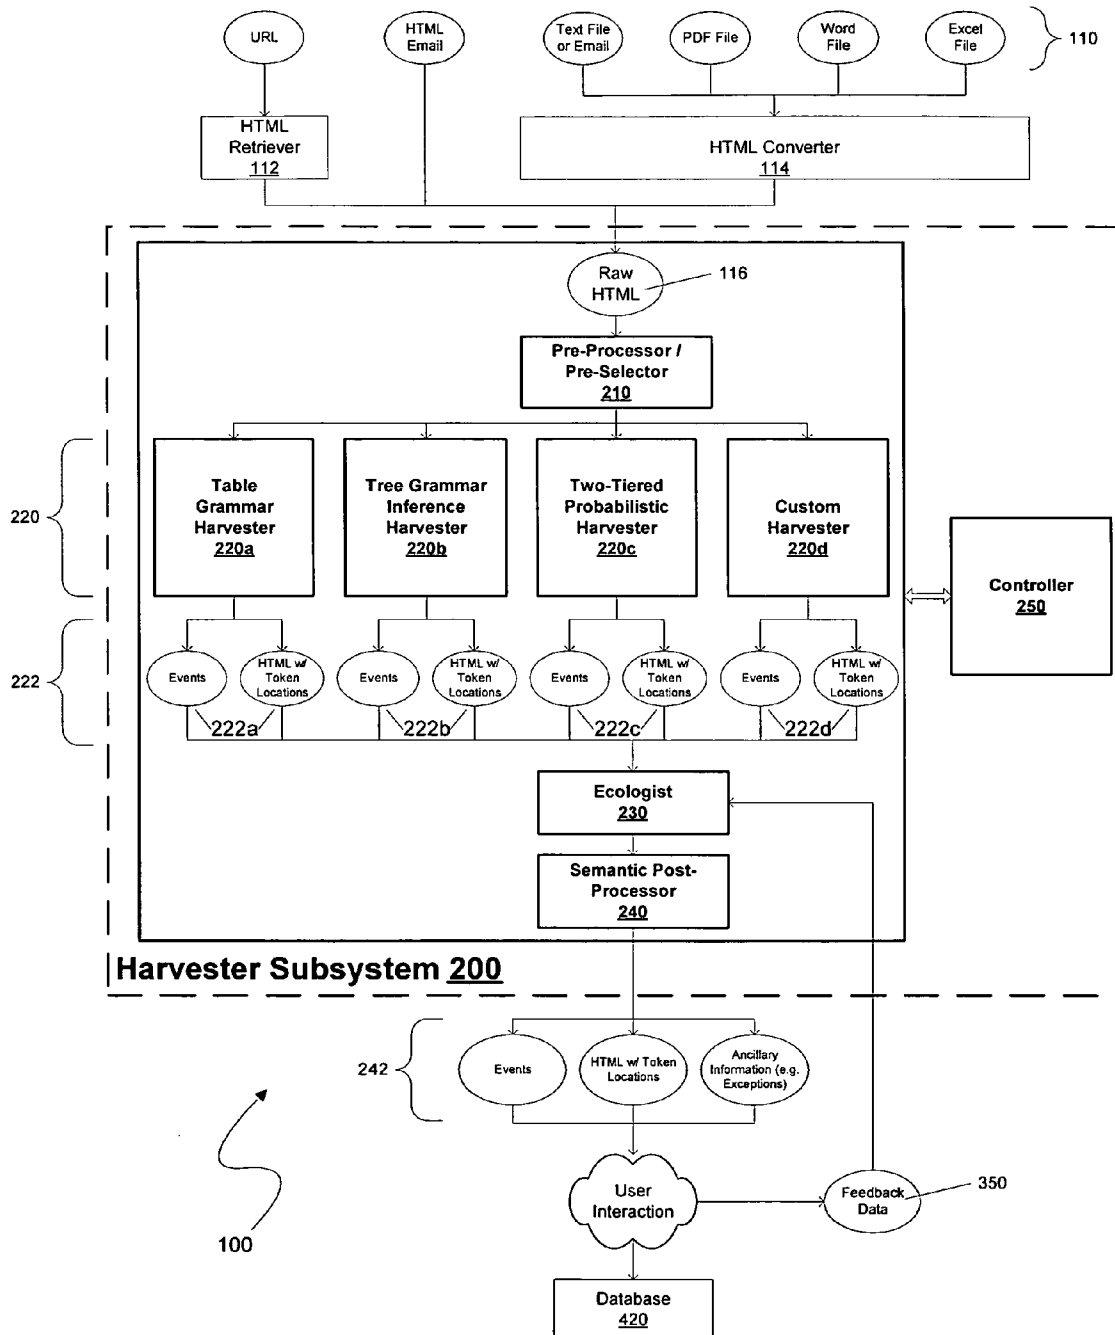 URL
HTML
Email
Text File
or Email
PDF File
Word
File
Excel
File
110
HTML
Retriever
112
HTML Converter
114
Raw
HTML
116
Pre-Processor /
Pre-Selector
210
220
Table
Grammar
Harvester
220a
Tree Grammar
Inference
Harvester
220b
Two-Tiered
Probabilistic
Harvester
220c
Custom
Harvester
220d
Controller
250
222
Events
HTML w/
Token
Locations
Events
HTML w/
Token
Locations
Events
HTML w/
Token
Locations
Events
HTML w/
Token
Locations
222a
222b
222c
222d
Ecologist
230
Semantic Post-
Processor
240
Harvester Subsystem 200
242
Events
HTML w/ Token
Locations
Ancillary
Information (e.g.
Exceptions)
User
Interaction
Feedback
Data
350
100
Database
420